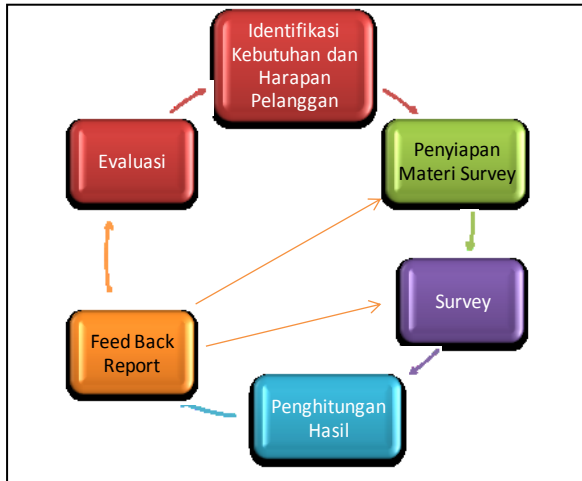 Identifikasi
Kebutuhan dan
Harapan
Pelanggan
Penyiapan
Materi Survey
Survey
Penghitungan
Hasil
Feed Back
Report
Evaluasi